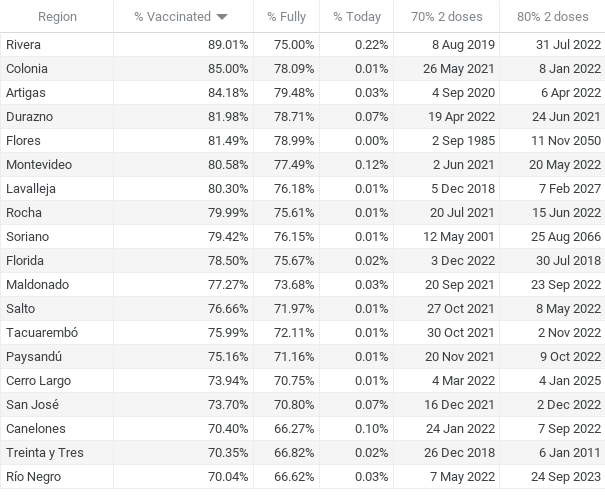 Region % Vaccinated % Fully % Today 70% 2 doses 80% 2 doses
Rivera 89.01% 75.00% 0.22% 8 Aug 2019 31 Jul 2022
Colonia 85.00% 78.09% 0.01% 26 May 2021 8 Jan 2022
Artigas 84.18% 79.48% 0.03% 4 Sep 2020 6 Apr 2022
Durazno 81.98% 78.71% 0.07% 19 Apr 2022 24 Jun 2021
Flores 81.49% 78.99% 0.00% 2 Sep 1985 11 Nov 2050
Montevideo 80.58% 77.49% 0.12% 2 Jun 2021 20 May 2022
Lavalleja 80.30% 76.18% 0.01% 5 Dec 2018 7 Feb 2027
Rocha 79.99% 75.61% 0.01% 20 Jul 2021 15 Jun 2022
Soriano 79.42% 76.15% 0.01% 12 May 2001 25 Aug 2066
Florida 78.50% 75.67% 0.02% 3 Dec 2022 30 Jul 2018
Maldonado 77.27% 73.68% 0.03% 20 Sep 2021 23 Sep 2022
Salto 76.66% 71.97% 0.01% 27 Oct 2021 8 May 2022
Tacuarembó 75.99% 72.11% 0.01% 30 Oct 2021 2 Nov 2022
Paysandú 75.16% 71.16% 0.01% 20 Nov 2021 9 Oct 2022
Cerro Largo 73.94% 70.75% 0.01% 4 Mar 2022 4 Jan 2025
San José 73.70% 70.80% 0.07% 16 Dec 2021 2 Dec 2022
Canelones 70.40% 66.27% 0.10% 24 Jan 2022 7 Sep 2022
Treinta y Tres 70.35% 66.82% 0.02% 26 Dec 2018 6 Jan 2011
Río Negro 70.04% 66.62% 0.03% 7 May 2022 24 Sep 2023